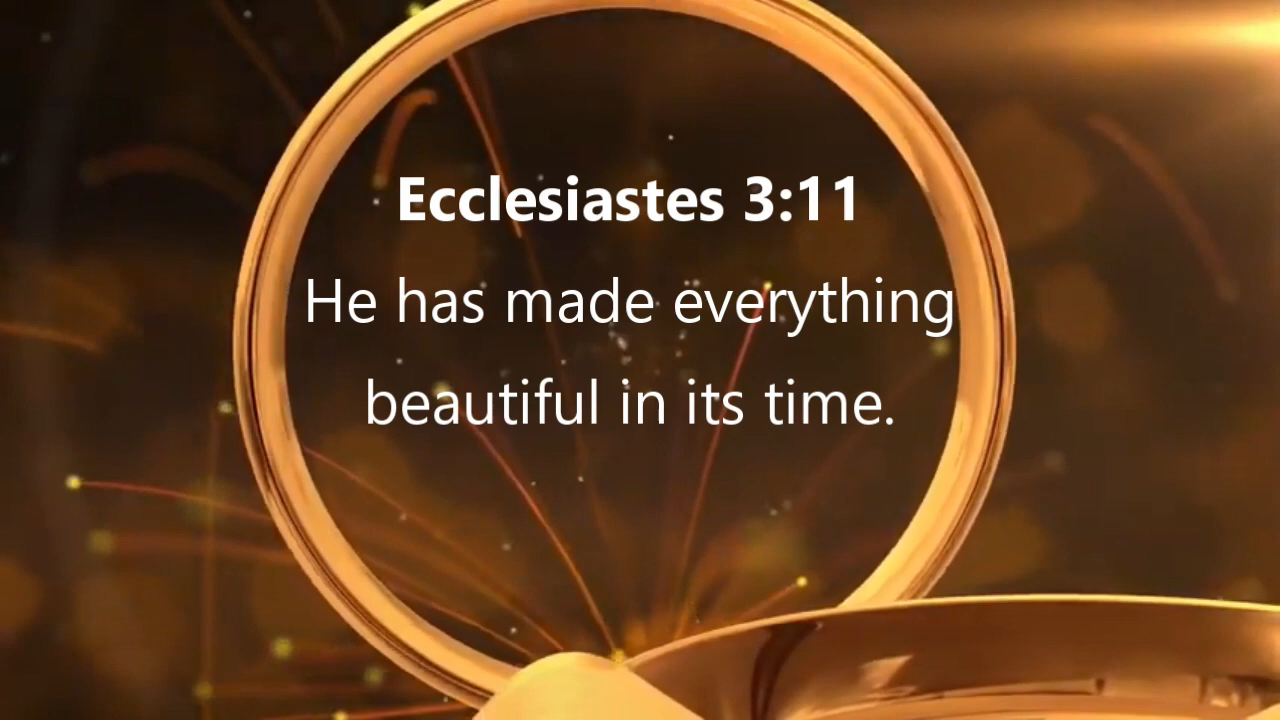 Ecclesiastes 3:11
He has made everything
beautiful in its time.